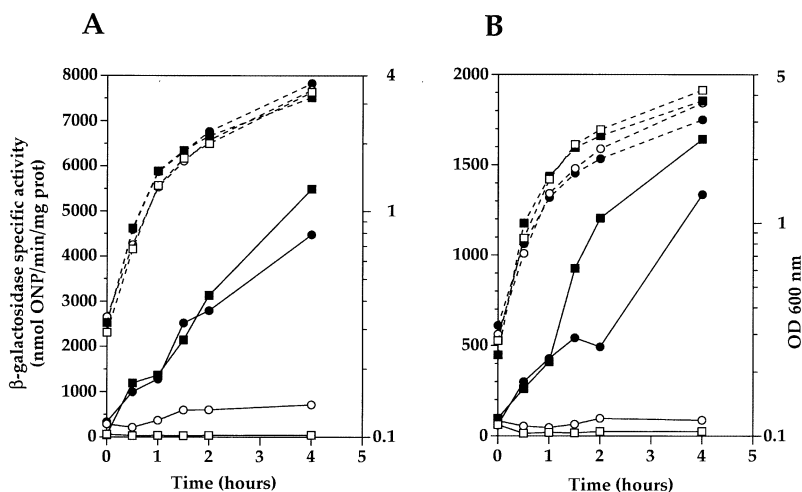 A
B
β-galactosidase specific activity
(nmol ONP/min/mg prot)
8000
7000
6000
5000
4000
3000
2000
1000
0
4
1
0.1
0 1 2 3 4 5
Time (hours)
2000
1500
1000
500
0
5
1
0.1
OD 600 nm
0 1 2 3 4 5
Time (hours)